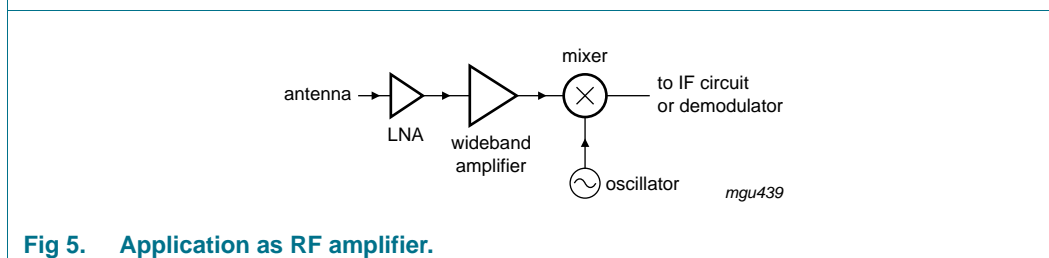 mixer
antenna
to IF circuit
or demodulator
LNA
wideband
amplifier
oscillator
mgu439
Fig 5. Application as RF amplifier.